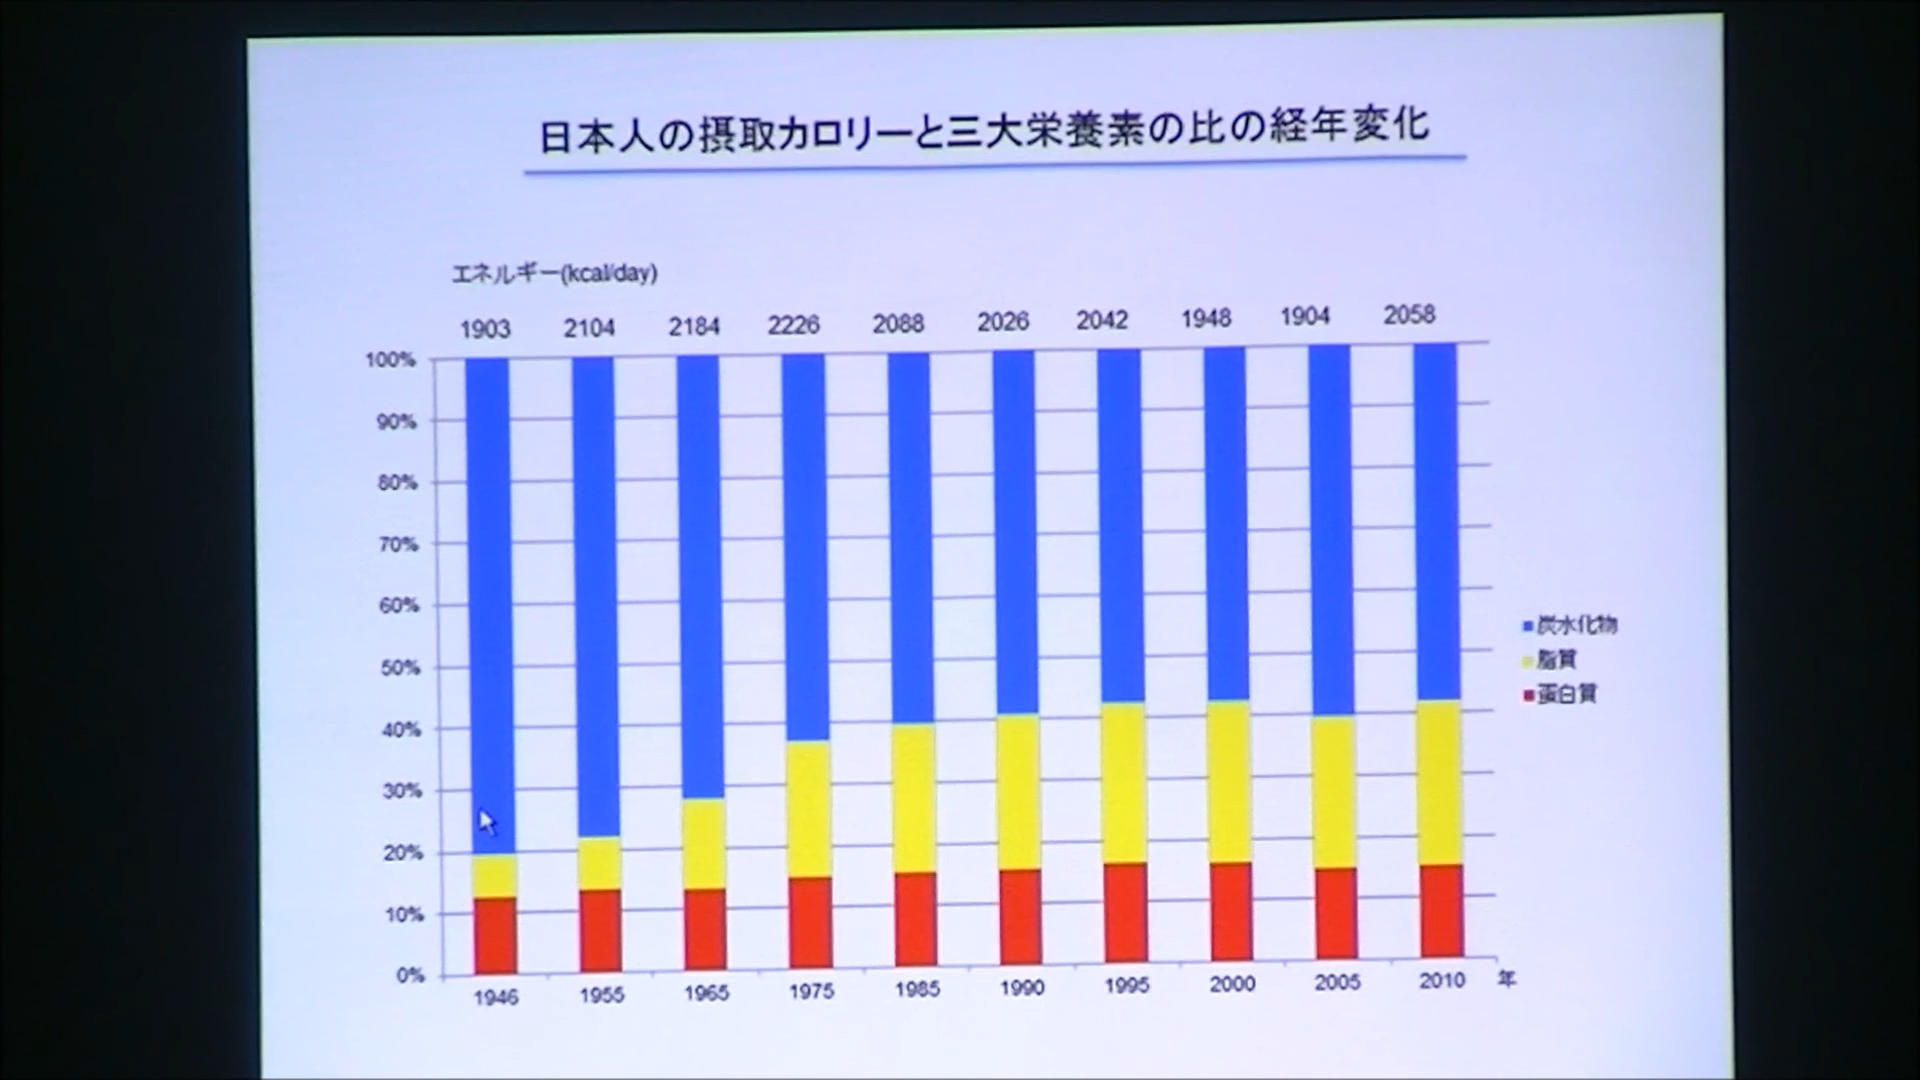 日本人の摂取カロリーと三大栄養素の比の経年変化
エネルギー(kcal/day)
1903 2104 2184 2226 2088 2026 2042 1948 1904 2058
100%
90%
80%
70%
60%
50%
40%
30%
20%
10%
0%
1946 1955 1965 1975 1985 1990 1995 2000 2005 2010 年
炭水化物
脂質
蛋白質